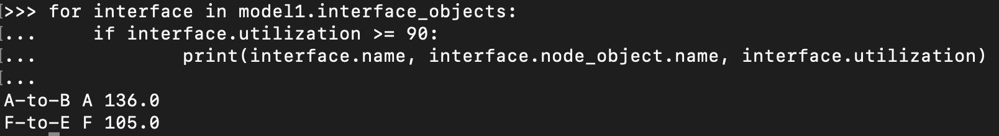 >>> for interface in model1.interface_objects:
...     if interface.utilization >= 90:
...             print(interface.name, interface.node_object.name, interface.utilization)
...
A-to-B A 136.0
F-to-E F 105.0